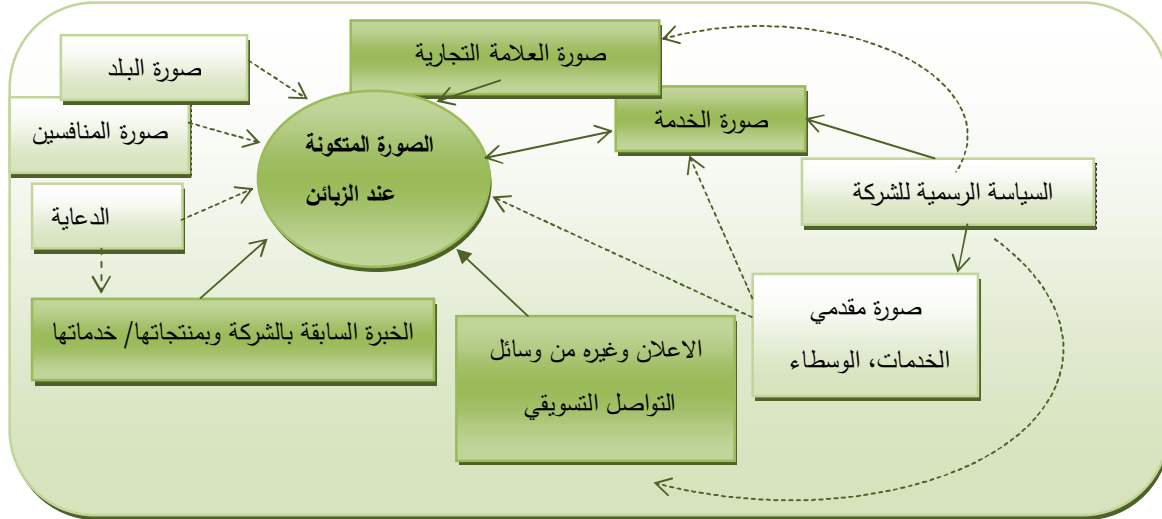 صورة العلامة التجارية
صورة البلد
صورة الخدمة
صورة المنافسين
الصورة المتكونة
عند الزبائن
السياسة الرسمية للشركة
الدعاية
صورة مقدمي
الخدمات، الوسطاء
الخبرة السابقة بالشركة وبمنتجاتها/ خدماتها
الاعلان وغيره من وسائل
التواصل التسويقي